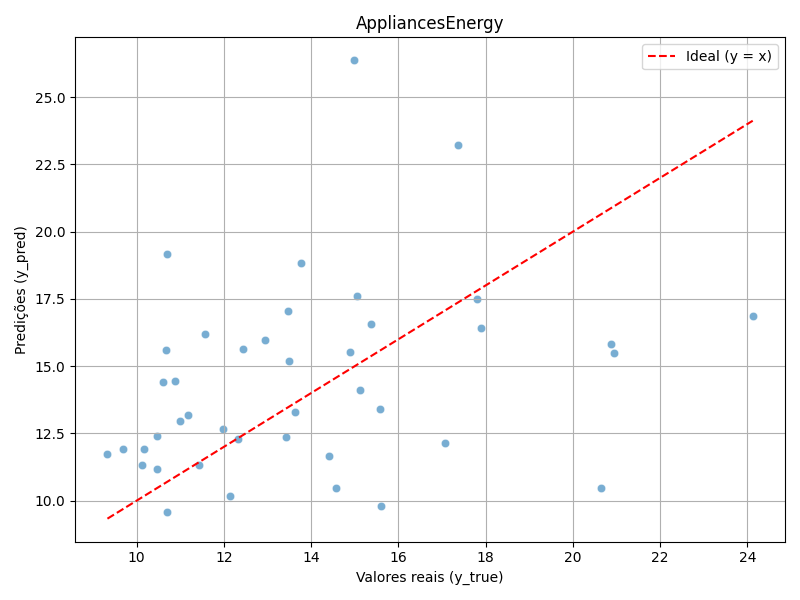 AppliancesEnergy
Ideal (y = x)
Predições (y_pred)
25.0
22.5
20.0
17.5
15.0
12.5
10.0
10 12 14 16 18 20 22 24
Valores reais (y_true)